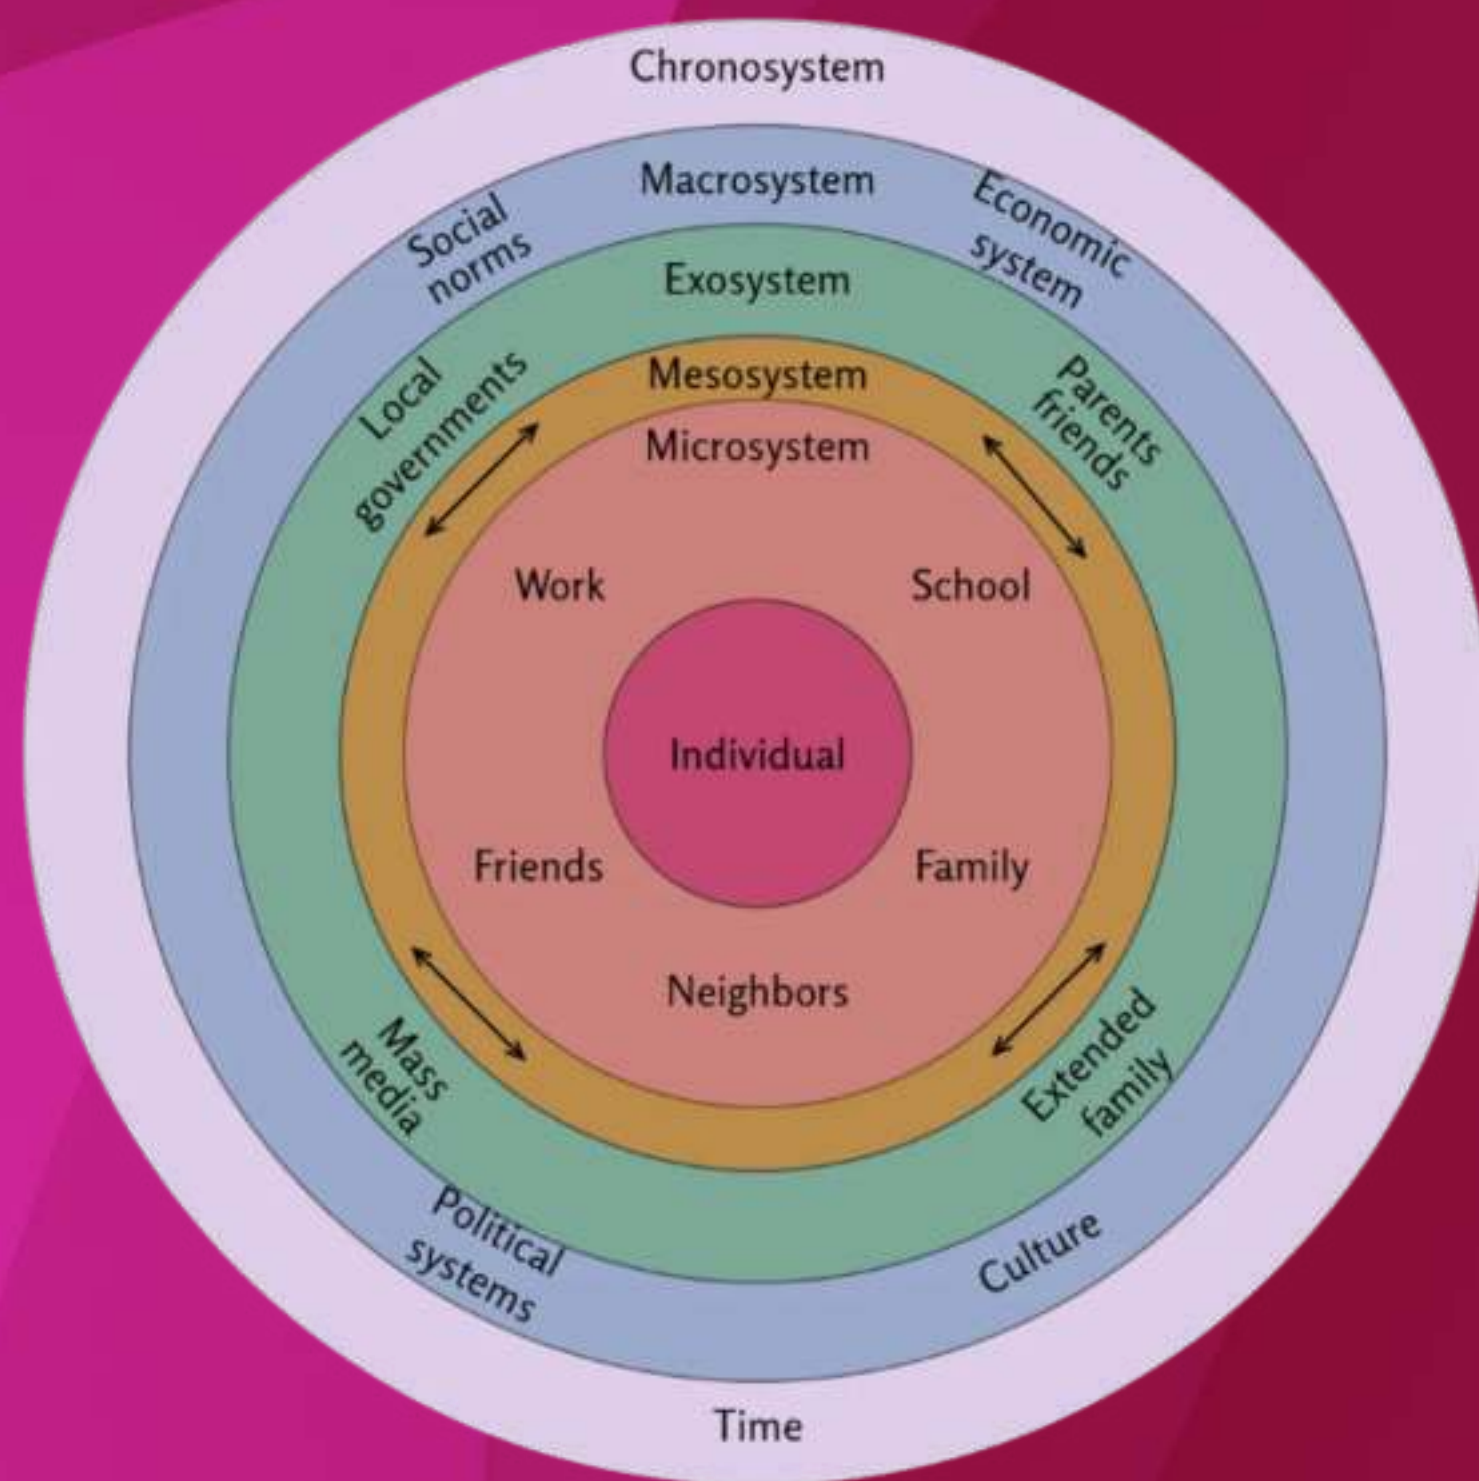 Chronosystem
Macrosystem
Social
norms
Economic
system
Exosystem
Local
governments
Parents
friends
Mesosystem
Microsystem
Work
School
Individual
Friends
Family
Neighbors
Mass
media
Extended
family
Political
systems
Culture
Time